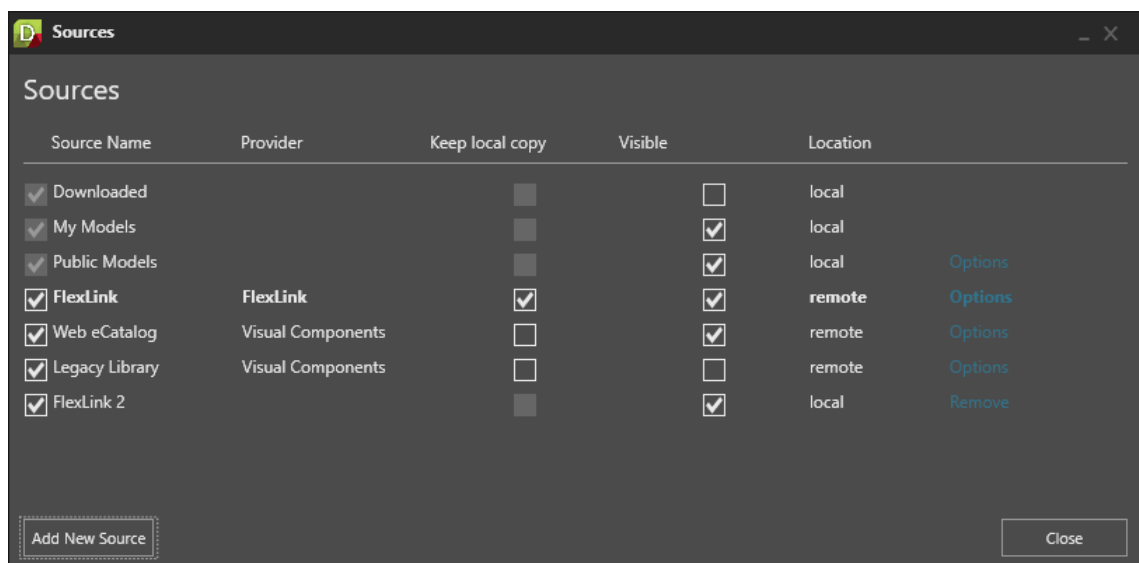 D Sources
Sources
Source Name Provider Keep local copy Visible Location
Downloaded local
My Models local
Public Models local Options
FlexLink FlexLink remote Options
Web eCatalog Visual Components remote Options
Legacy Library Visual Components remote Options
FlexLink 2 local Remove
Add New Source Close